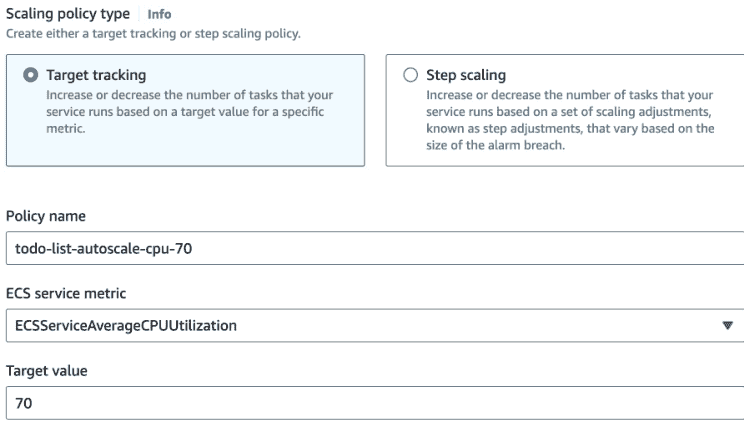 Scaling policy type Info
Create either a target tracking or step scaling policy.
Target tracking
Increase or decrease the number of tasks that your
service runs based on a target value for a specific
metric.
Step scaling
Increase or decrease the number of tasks that your
service runs based on a set of scaling adjustments,
known as step adjustments, that vary based on the
size of the alarm breach.
Policy name
todo-list-autoscale-cpu-70
ECS service metric
ECSServiceAverageCPUUtilization
Target value
70